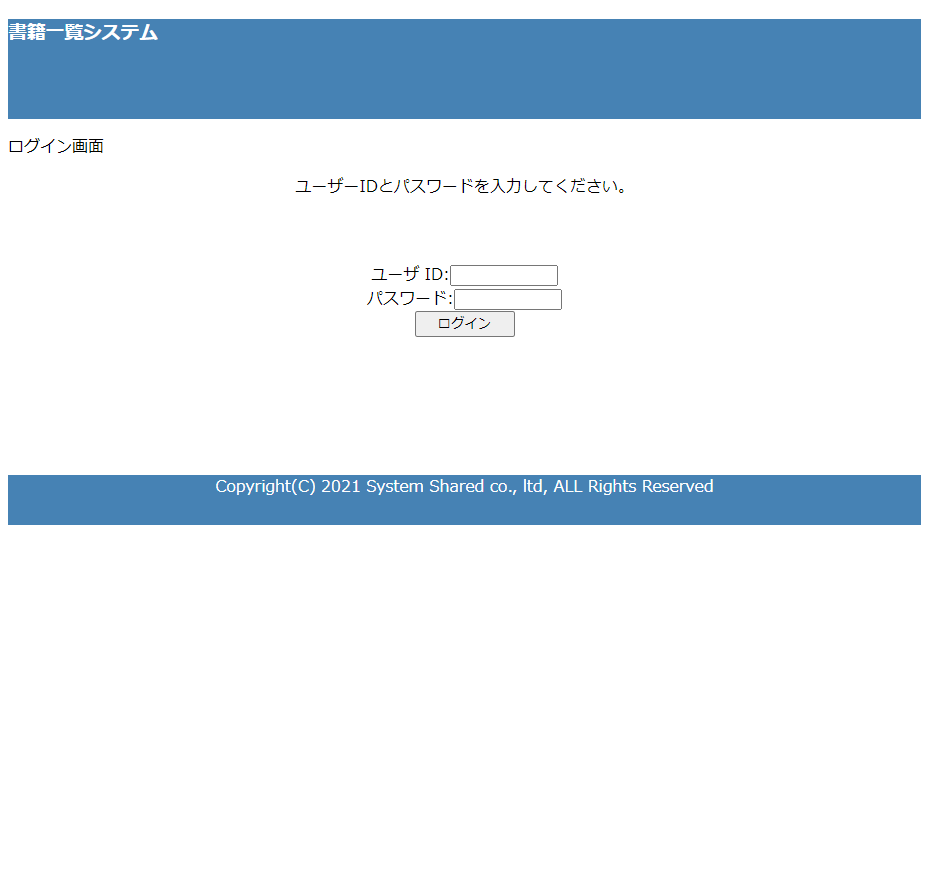 書籍一覧システム
ログイン画面
ユーザーIDとパスワードを入力してください。
ユーザ ID:
パスワード:
ログイン
Copyright(C) 2021 System Shared co., ltd, ALL Rights Reserved